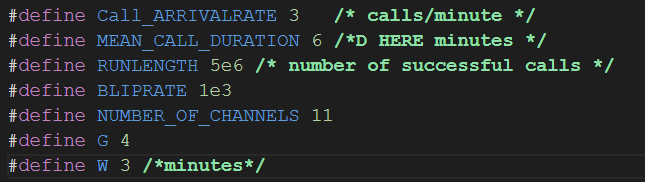 #define Call_ARRIVALRATE 3   /* calls/minute */
#define MEAN_CALL_DURATION 6 /*D HERE minutes */
#define RUNLENGTH 5e6 /* number of successful calls */
#define BLIPRATE 1e3
#define NUMBER_OF_CHANNELS 11
#define G 4
#define W 3 /*minutes*/